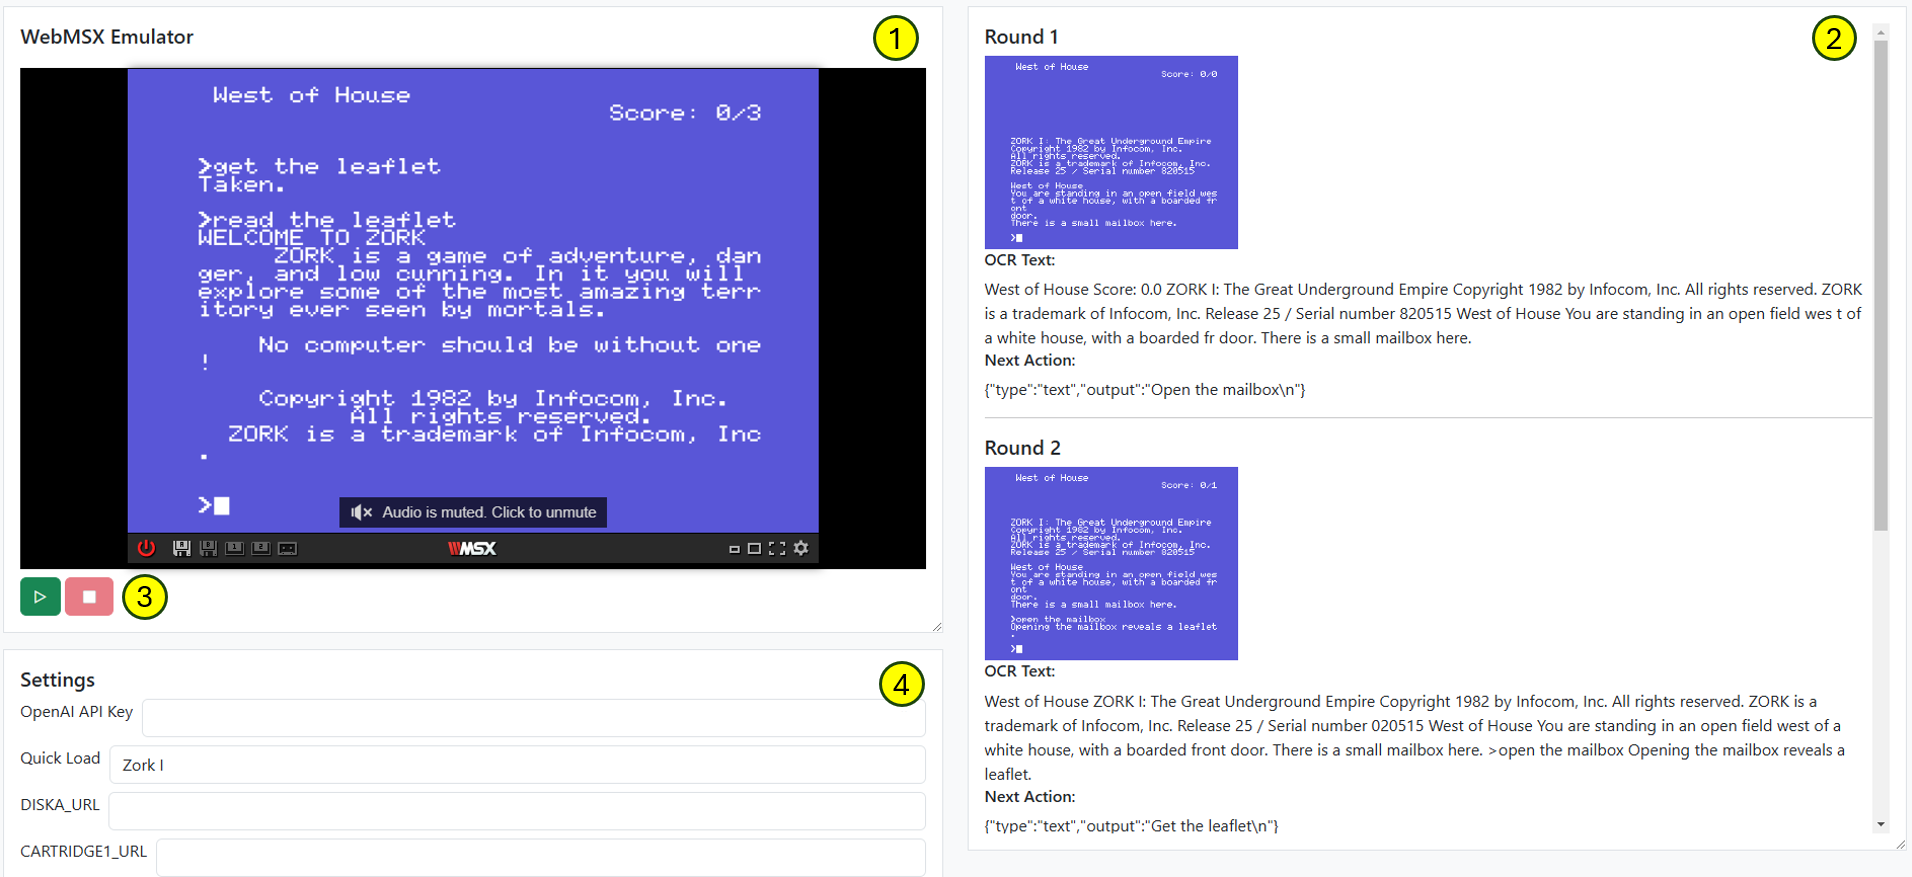 WebMSX Emulator
1
West of House
Score: 0/3
>get the leaflet
Taken.
>read the leaflet
WELCOME TO ZORK
ZORK is a game of adventure, dan
ger, and low cunning. In it you will
explore some of the most amazing terr
itory ever seen by mortals.
No computer should be without one
!
Copyright 1982 by Infocom, Inc.
All rights reserved.
ZORK is a trademark of Infocom, Inc
.
>
Audio is muted. Click to unmute
1
2
WMSX
3
Settings
4
OpenAI API Key
Quick Load
Zork I
DISKA_URL
CARTRIDGE1_URL
Round 1
2
West of House
Score: 0/0
ZORK I: The Great Underground Empire
Copyright 1982 by Infocom, Inc.
All rights reserved.
ZORK is a trademark of Infocom, Inc.
Release 25 / Serial number 820515
West of House
You are standing in an open field wes
t of a white house, with a boarded fr
ont
door.
There is a small mailbox here.
>
OCR Text:
West of House Score: 0.0 ZORK I: The Great Underground Empire Copyright 1982 by Infocom, Inc. All rights reserved. ZORK
is a trademark of Infocom, Inc. Release 25 / Serial number 820515 West of House You are standing in an open field wes t of
a white house, with a boarded fr door. There is a small mailbox here.
Next Action:
{"type":"text","output":"Open the mailbox\n"}
Round 2
West of House
Score: 0/1
ZORK I: The Great Underground Empire
Copyright 1982 by Infocom, Inc.
All rights reserved.
ZORK is a trademark of Infocom, Inc.
Release 25 / Serial number 820515
West of House
You are standing in an open field wes
t of a white house, with a boarded fr
ont
door.
There is a small mailbox here.
>open the mailbox
Opening the mailbox reveals a leaflet
.
>
OCR Text:
West of House ZORK I: The Great Underground Empire Copyright 1982 by Infocom, Inc. All rights reserved. ZORK is a
trademark of Infocom, Inc. Release 25 / Serial number 020515 West of House You are standing in an open field west of a
white house, with a boarded front door. There is a small mailbox here. >open the mailbox Opening the mailbox reveals a
leaflet.
Next Action:
{"type":"text","output":"Get the leaflet\n"}